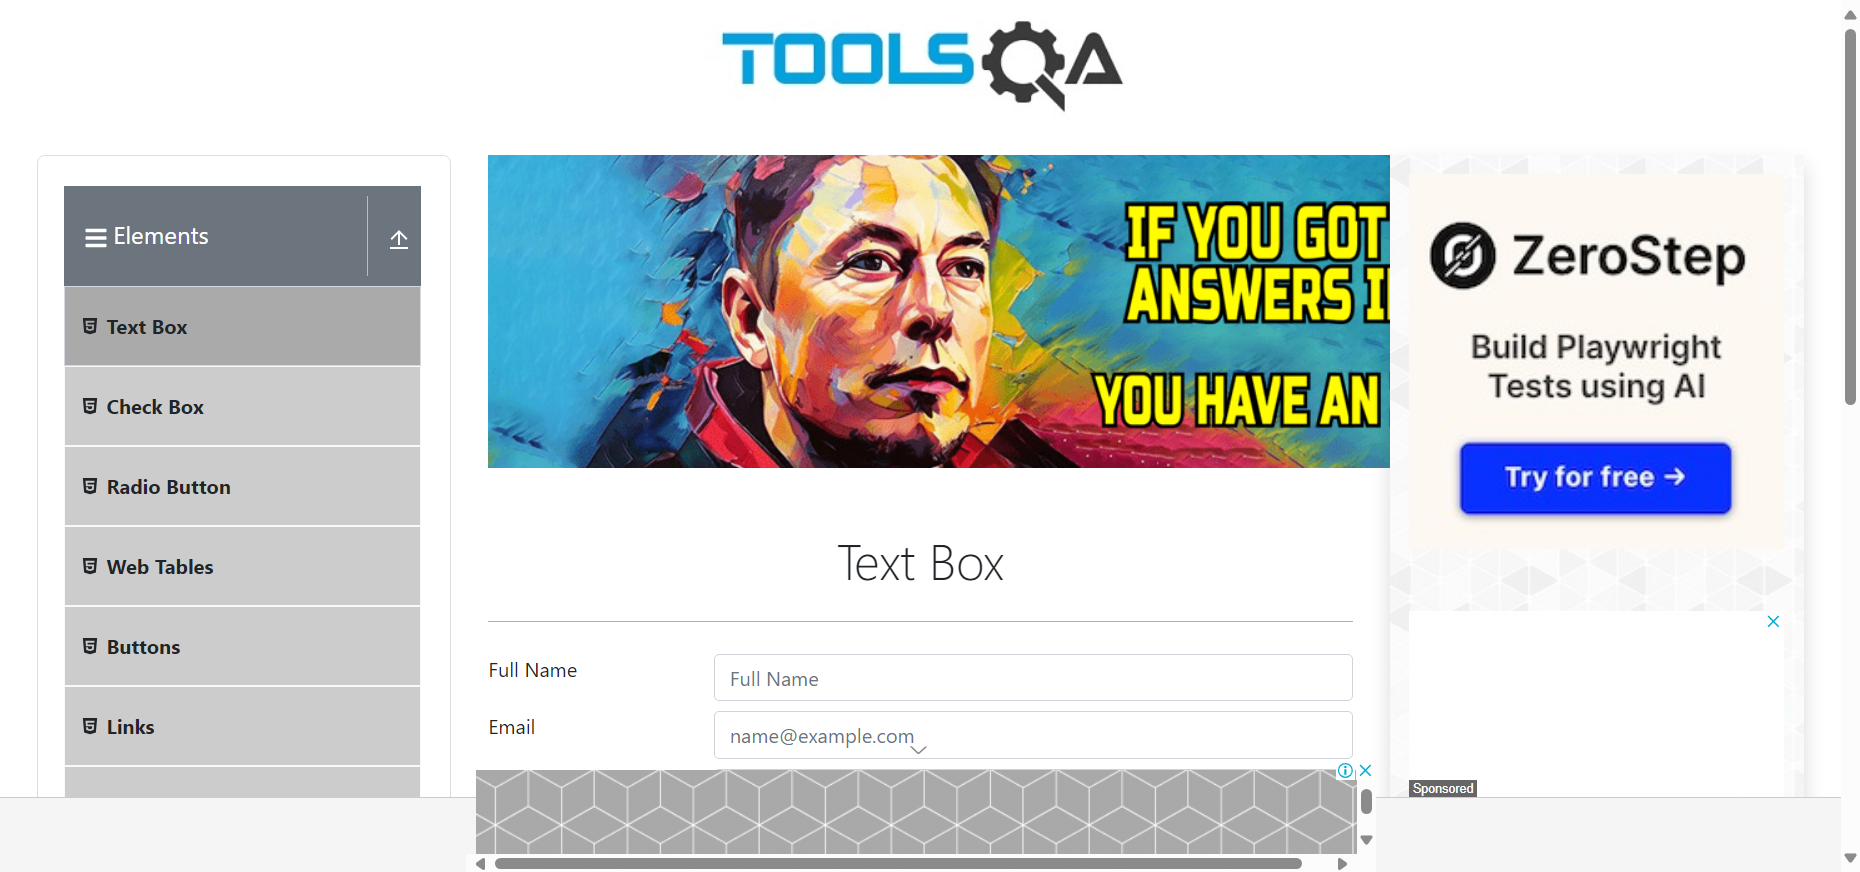 TOOLSQA
Elements
Text Box
Check Box
Radio Button
Web Tables
Buttons
Links
IF YOU GOT
ANSWERS I
YOU HAVE AN
Text Box
Full Name
Full Name
Email
name@example.com
ZeroStep
Build Playwright
Tests using AI
Try for free →
Sponsored